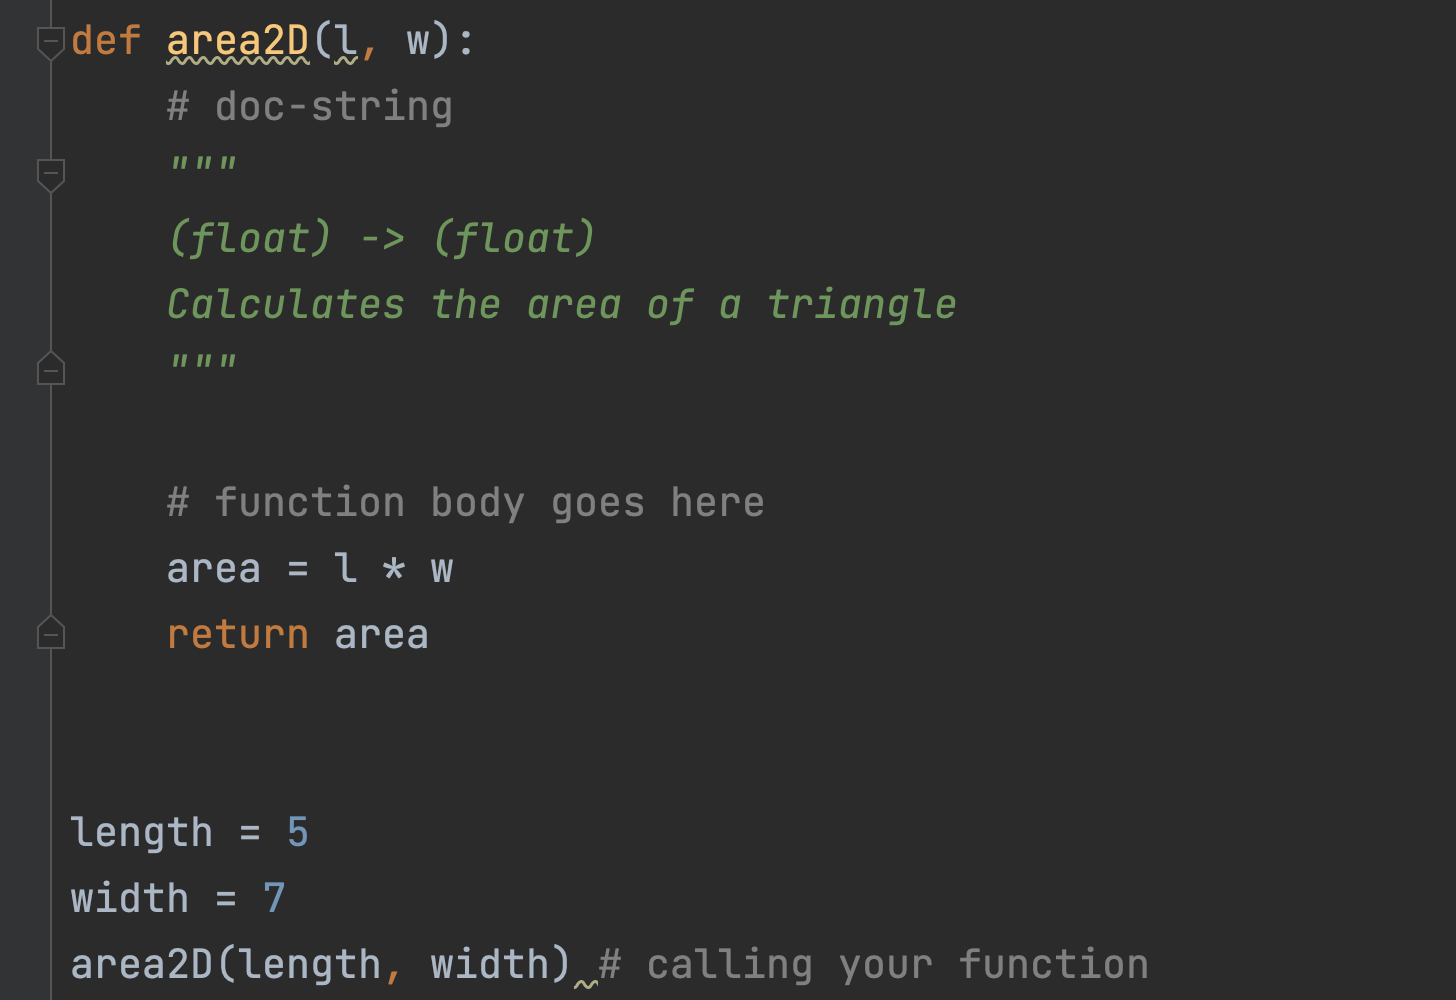 def area2D(l, w):
    # doc-string
    """
    (float) -> (float)
    Calculates the area of a triangle
    """
    # function body goes here
    area = l * w
    return area
length = 5
width = 7
area2D(length, width) # calling your function